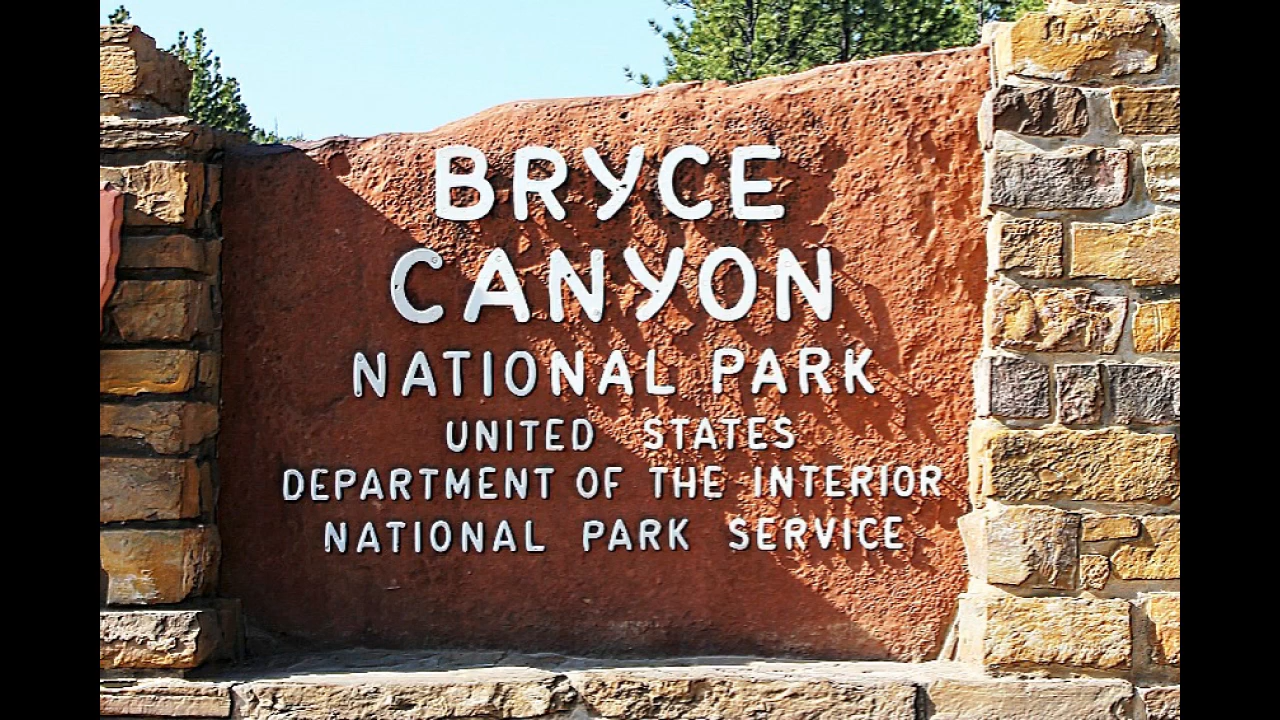 BRYCE
CANYON
NATIONAL PARK
UNITED STATES
DEPARTMENT OF THE INTERIOR
NATIONAL PARK SERVICE